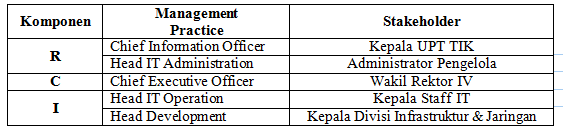 Komponen Management Practice Stakeholder
R Chief Information Officer Kepala UPT TIK
Head IT Administration Administrator Pengelola
C Chief Executive Officer Wakil Rektor IV
I Head IT Operation Kepala Staff IT
Head Development Kepala Divisi Infrastruktur & Jaringan